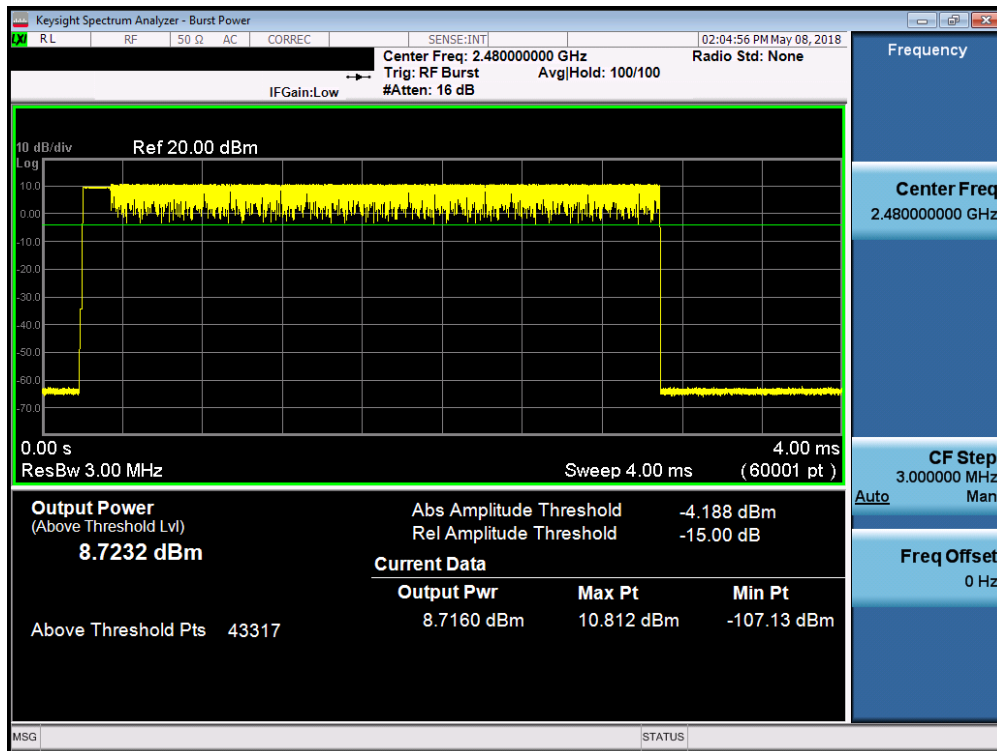 Keysight Spectrum Analyzer - Burst Power
LXI RL RF 50 Ω AC CORREC SENSE:INT 02:04:56 PM May 08, 2018
Center Freq: 2.480000000 GHz Radio Std: None
Trig: RF Burst Avg|Hold: 100/100
IFGain:Low #Atten: 16 dB
Frequency
10 dB/div Ref 20.00 dBm
Log
10.0
0.00
-10.0
-20.0
-30.0
-40.0
-50.0
-60.0
-70.0
0.00 s 4.00 ms
ResBw 3.00 MHz Sweep 4.00 ms (60001 pt)
Center Freq
2.480000000 GHz
CF Step
3.000000 MHz
Auto Man
Freq Offset
0 Hz
Output Power
(Above Threshold Lvl)
8.7232 dBm
Above Threshold Pts 43317
Abs Amplitude Threshold -4.188 dBm
Rel Amplitude Threshold -15.00 dB
Current Data
Output Pwr Max Pt Min Pt
8.7160 dBm 10.812 dBm -107.13 dBm
MSG STATUS